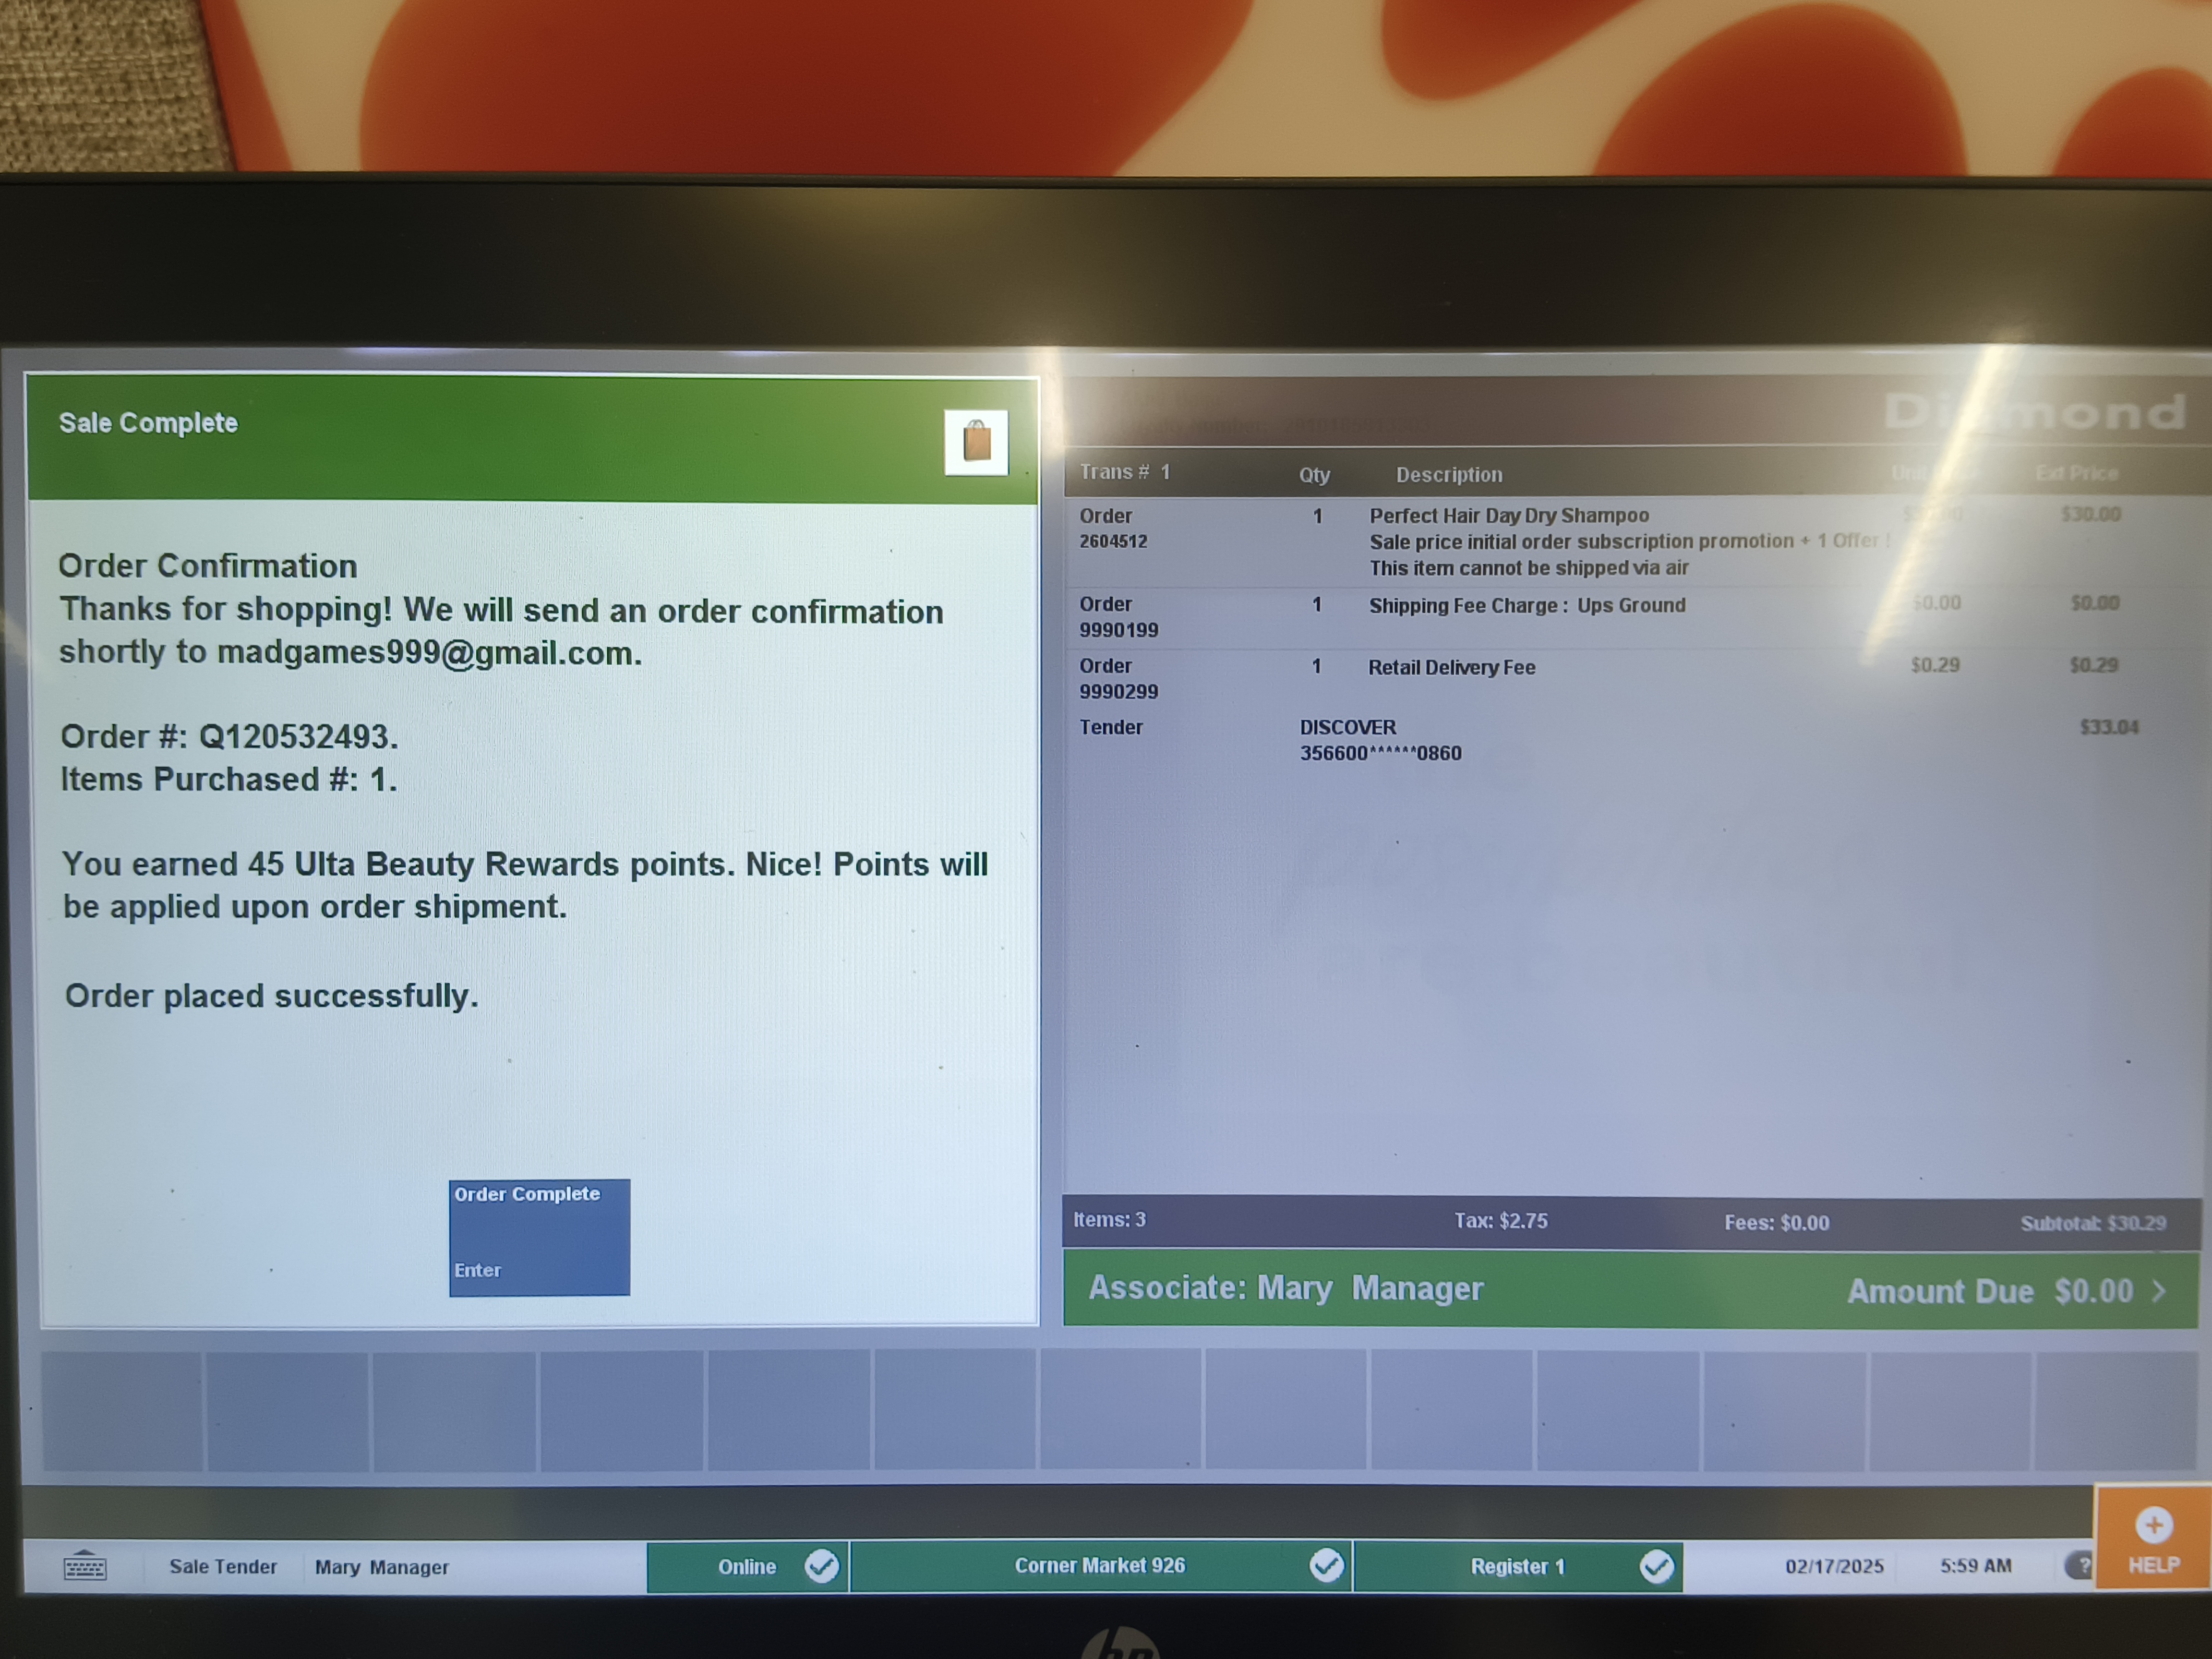 Sale Complete
Order Confirmation
Thanks for shopping! We will send an order confirmation
shortly to madgames999@gmail.com.
Order #: Q120532493.
Items Purchased #: 1.
You earned 45 Ulta Beauty Rewards points. Nice! Points will
be applied upon order shipment.
Order placed successfully.
Order Complete
Enter
Diamond
Trans # 1 Qty Description Ext Price
Order 1 Perfect Hair Day Dry Shampoo $30.00
2604512 Sale price initial order subscription promotion + 1 Offer !
This item cannot be shipped via air
Order 1 Shipping Fee Charge : Ups Ground $0.00 $0.00
9990199
Order 1 Retail Delivery Fee $0.29 $0.29
9990299
Tender DISCOVER $33.04
356600******0860
Items: 3 Tax: $2.75 Fees: $0.00 Subtotal: $30.29
Associate: Mary Manager Amount Due $0.00 >
Sale Tender Mary Manager Online Corner Market 926 Register 1 02/17/2025 5:59 AM ?
HELP
hp